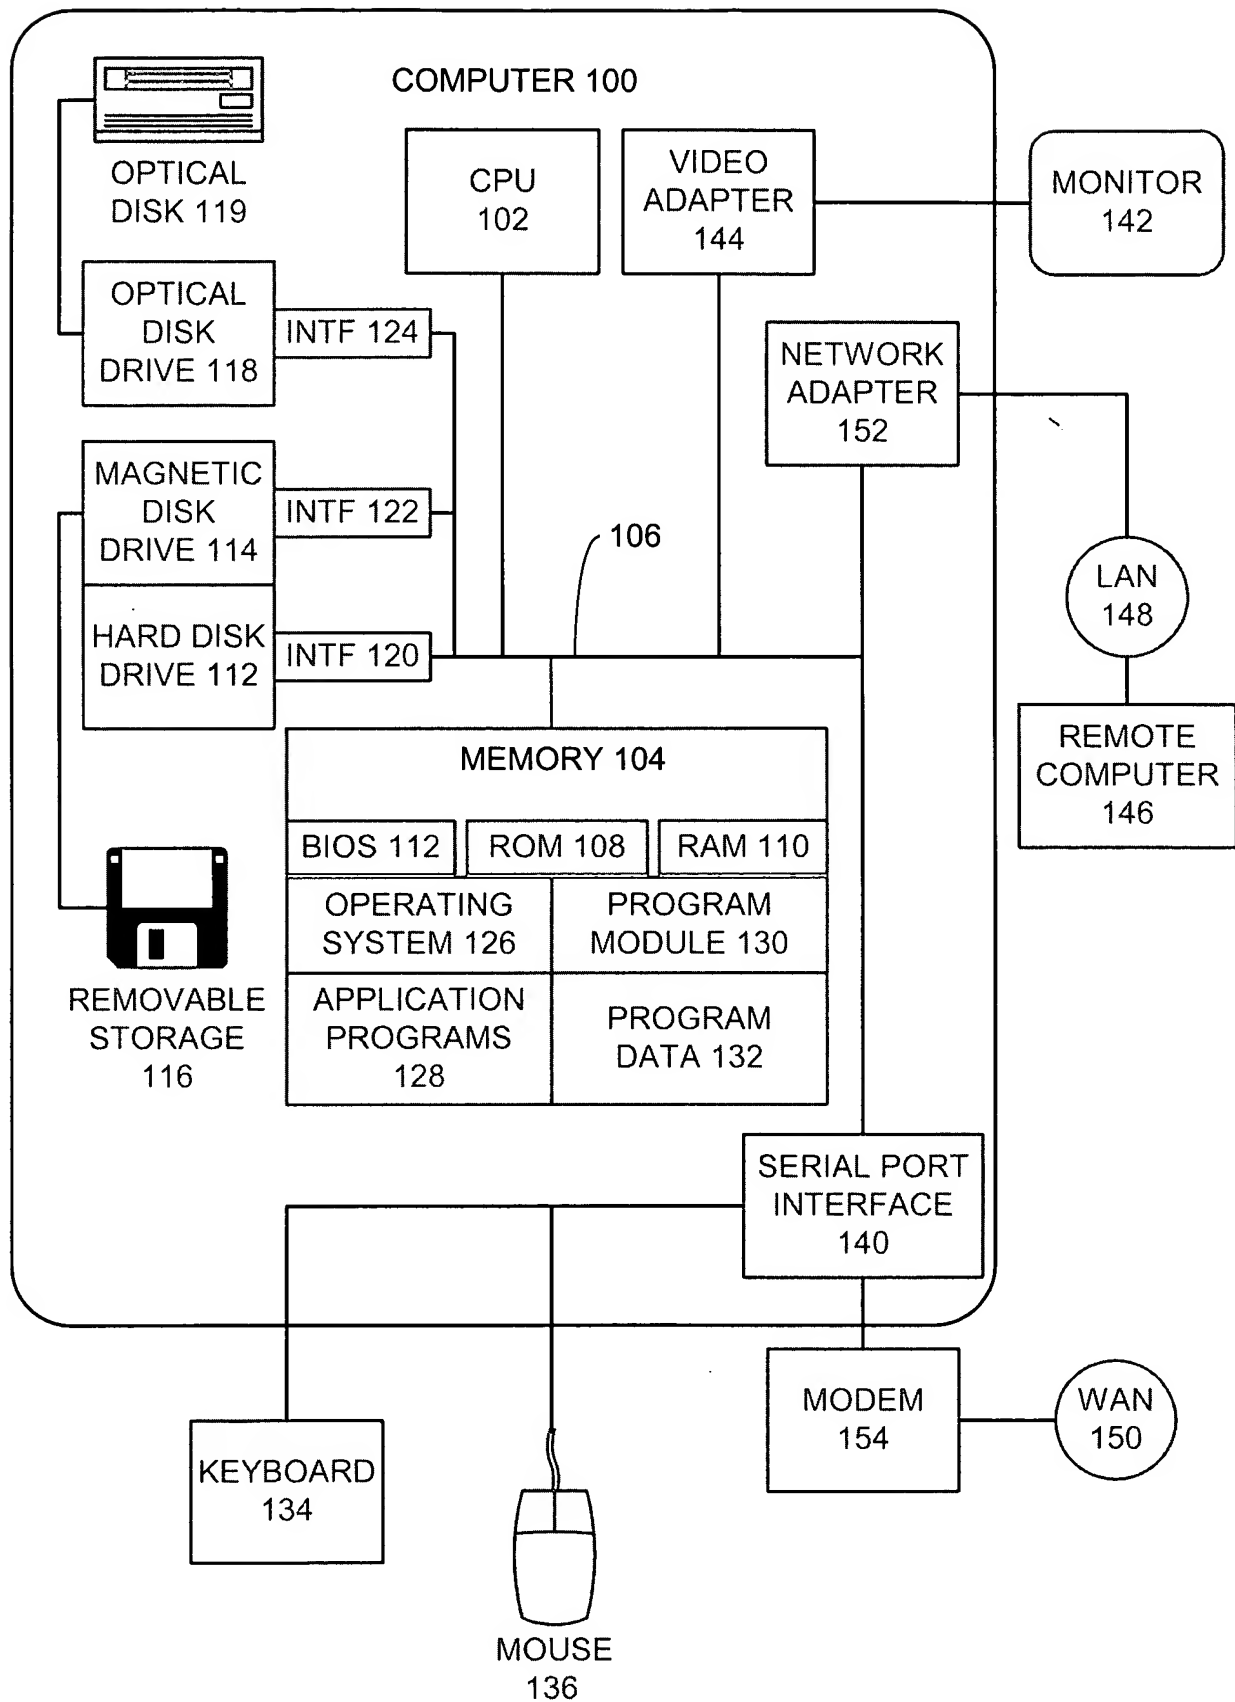 COMPUTER 100
OPTICAL
DISK 119
CPU
102
VIDEO
ADAPTER
144
MONITOR
142
OPTICAL
DISK
DRIVE 118
INTF 124
NETWORK
ADAPTER
152
MAGNETIC
DISK
DRIVE 114
INTF 122
106
LAN
148
HARD DISK
DRIVE 112
INTF 120
REMOTE
COMPUTER
146
MEMORY 104
BIOS 112
ROM 108
RAM 110
OPERATING
SYSTEM 126
PROGRAM
MODULE 130
APPLICATION
PROGRAMS
128
PROGRAM
DATA 132
REMOVABLE
STORAGE
116
SERIAL PORT
INTERFACE
140
MODEM
154
WAN
150
KEYBOARD
134
MOUSE
136